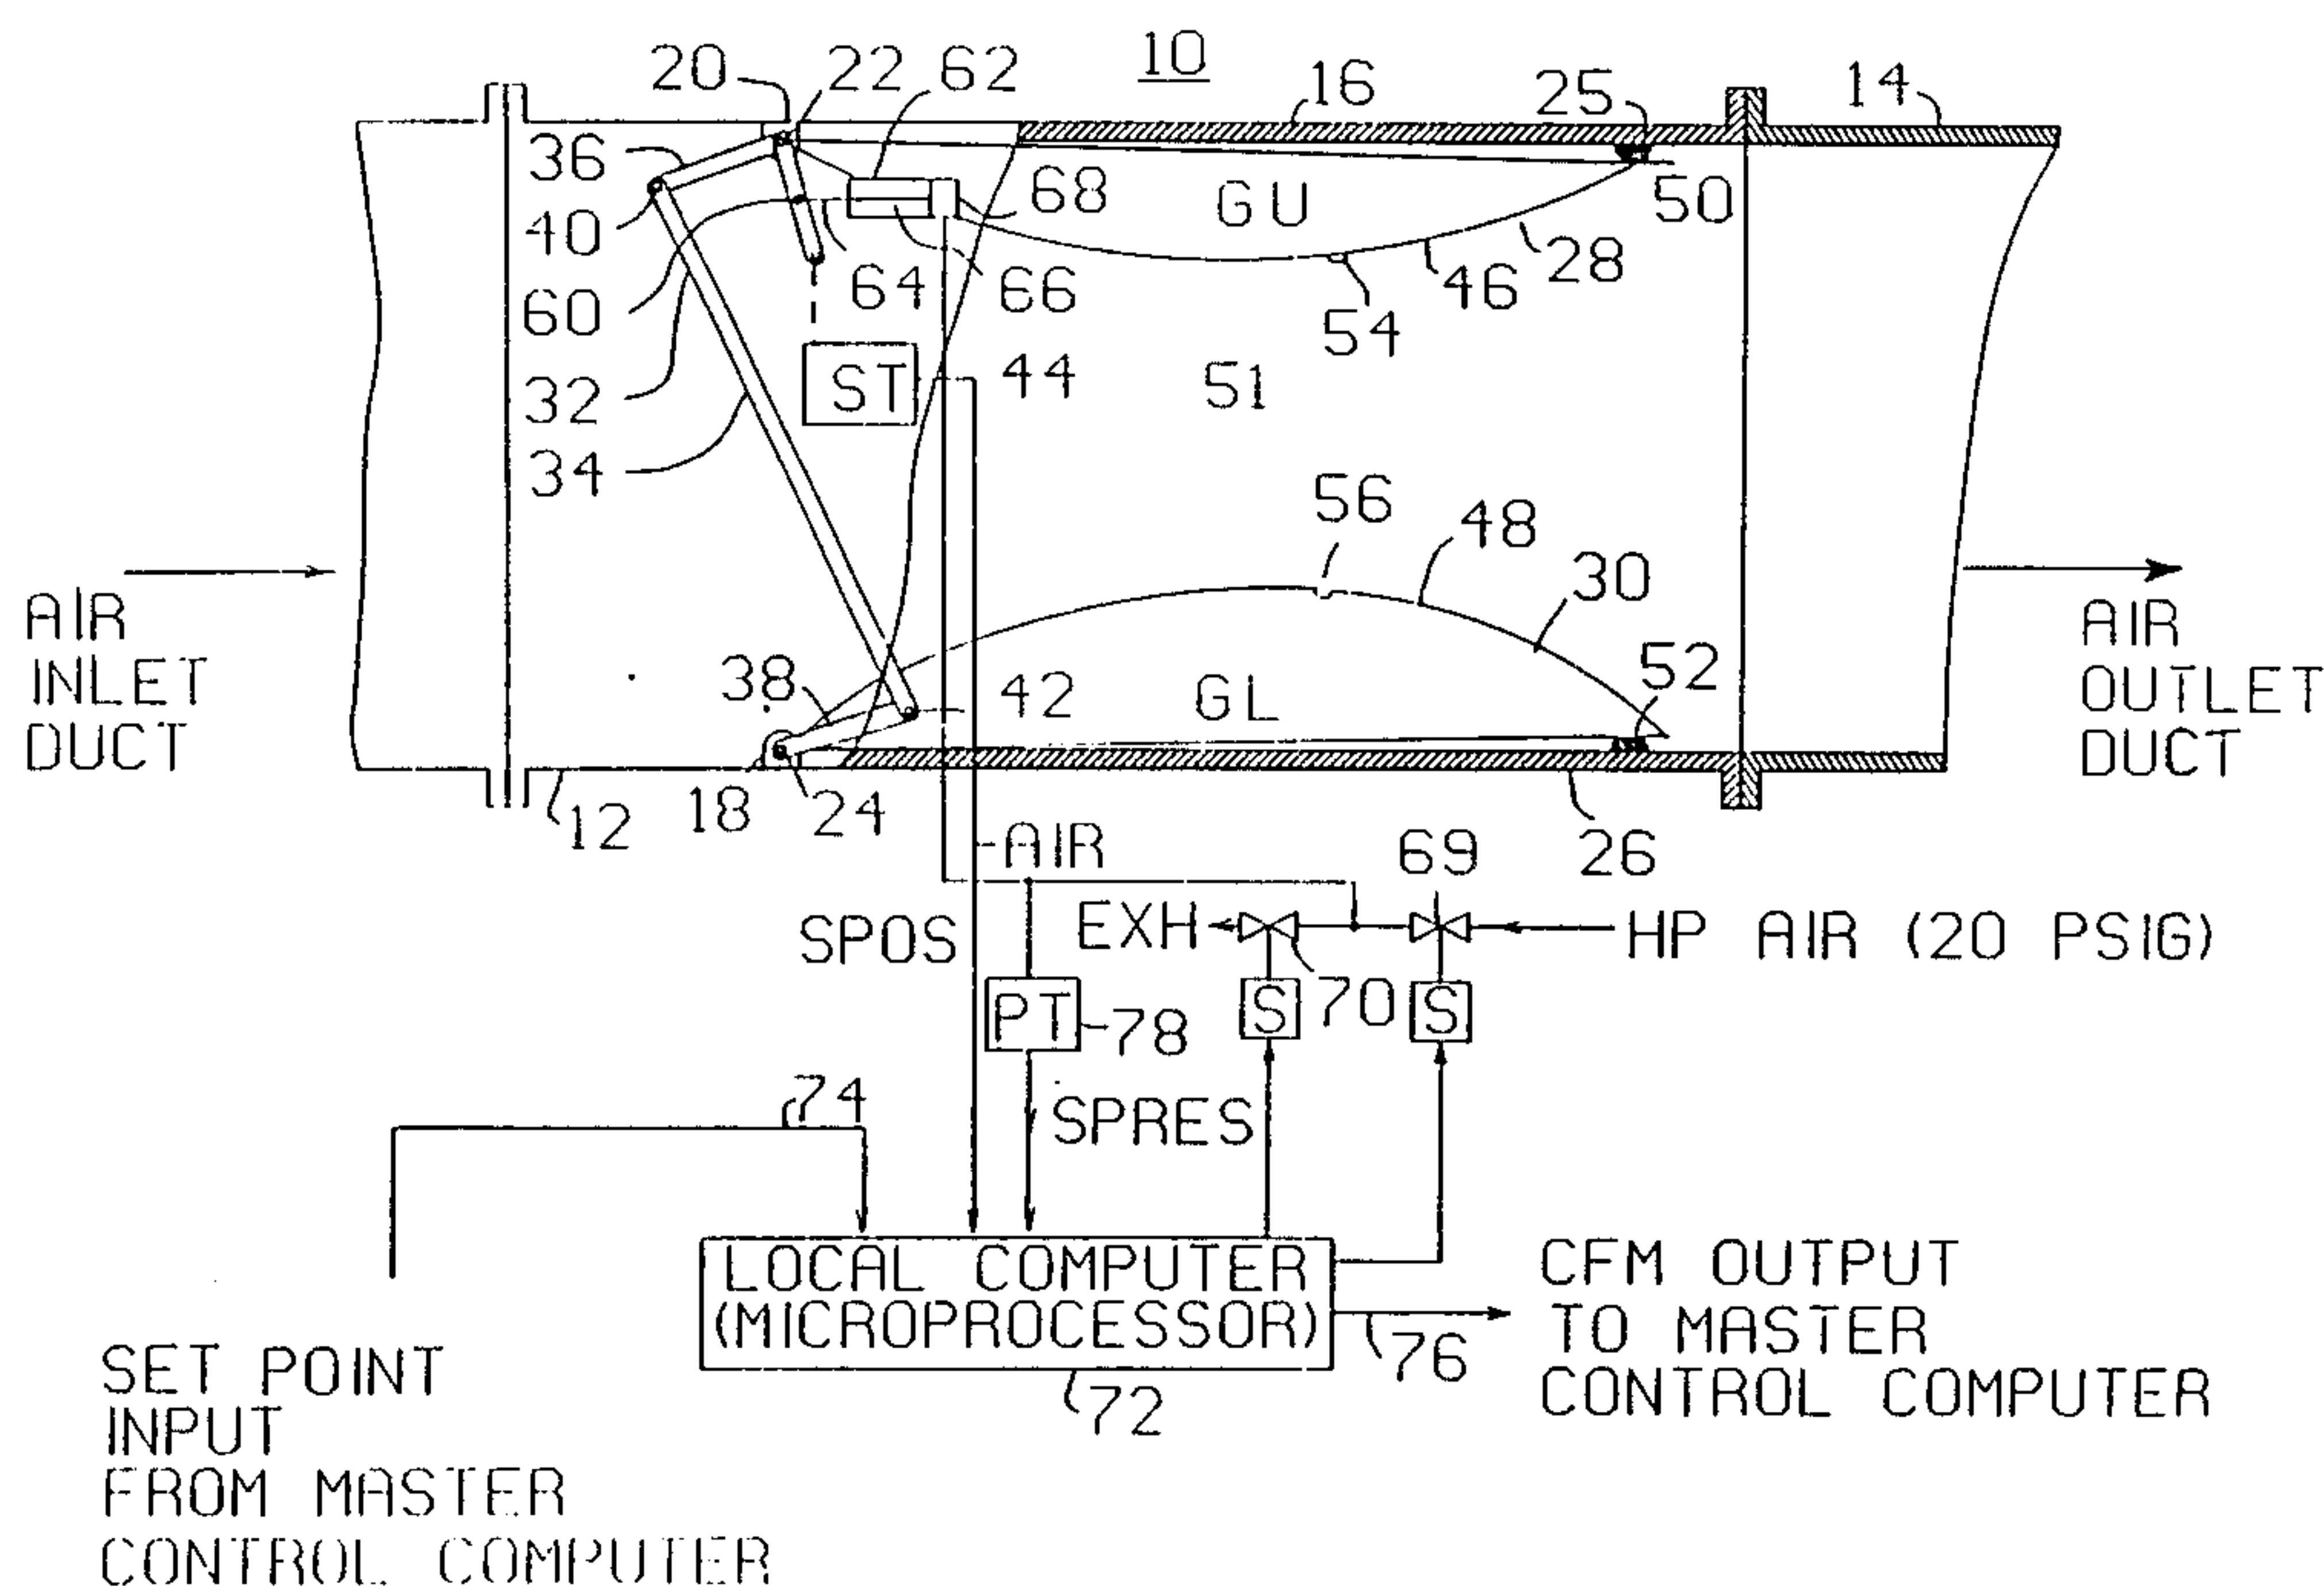 10
20
22
62
16
25
14
36
68
GU
50
40
28
64
66
46
60
54
ST
44
51
32
34
56
48
30
AIR
INLET
DUCT
AIR
OUTLET
DUCT
38
42
GL
52
12
18
24
AIR
69
26
SPOS
EXH
HP AIR (20 PSIG)
PT
78
S
70
S
74
SPRES
LOCAL COMPUTER
(MICROPROCESSOR)
72
76
CFM OUTPUT
TO MASTER
CONTROL COMPUTER
SET POINT
INPUT
FROM MASTER
CONTROL COMPUTER